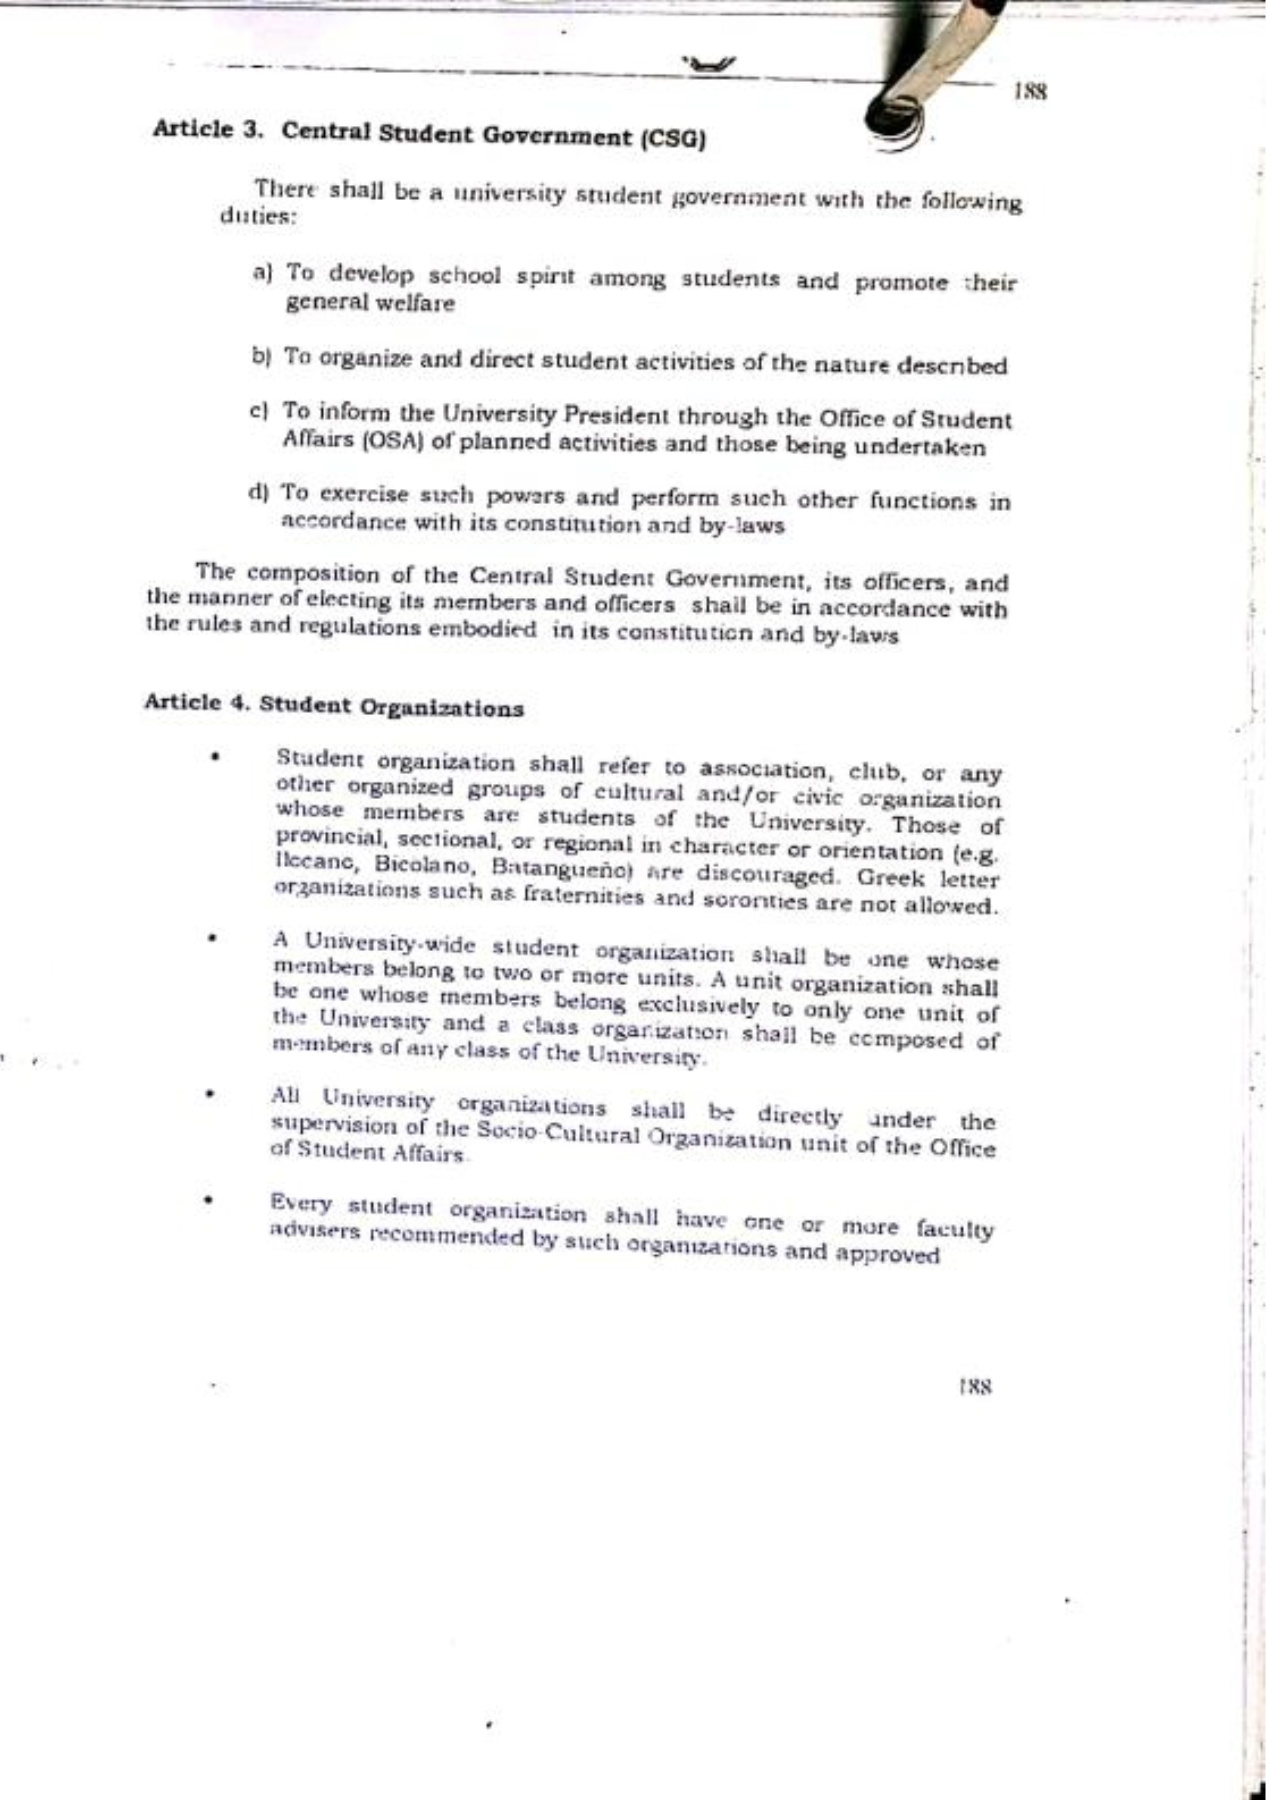 188
Article 3. Central Student Government (CSG)
There shall be a university student government with the following
duties:
a) To develop school spirit among students and promote their
general welfare
b) To organize and direct student activities of the nature described
c) To inform the University President through the Office of Student
Affairs (OSA) of planned activities and those being undertaken
d) To exercise such powers and perform such other functions in
accordance with its constitution and by-laws
The composition of the Central Student Government, its officers, and
the manner of electing its members and officers shall be in accordance with
the rules and regulations embodied in its constitution and by-laws
Article 4. Student Organizations
• Student organization shall refer to association, club, or any
other organized groups of cultural and/or civic organization
whose members are students of the University. Those of
provincial, sectional, or regional in character or orientation (e.g.
Ilocano, Bicolano, Batangueño) are discouraged. Greek letter
organizations such as fraternities and sororities are not allowed.
• A University-wide student organization shall be one whose
members belong to two or more units. A unit organization shall
be one whose members belong exclusively to only one unit of
the University and a class organization shall be composed of
members of any class of the University.
• All University organizations shall be directly under the
supervision of the Socio-Cultural Organization unit of the Office
of Student Affairs.
• Every student organization shall have one or more faculty
advisers recommended by such organizations and approved
188